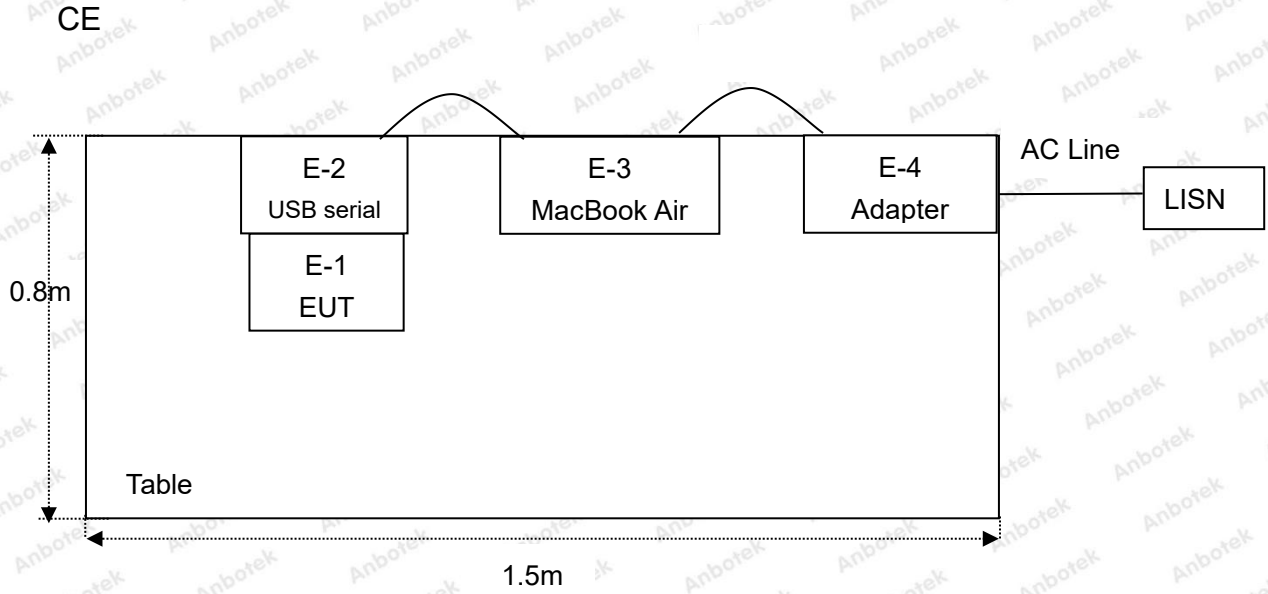 CE
E-2
USB serial
E-3
MacBook Air
E-4
Adapter
AC Line
LISN
E-1
EUT
0.8m
Table
1.5m
Anbotek